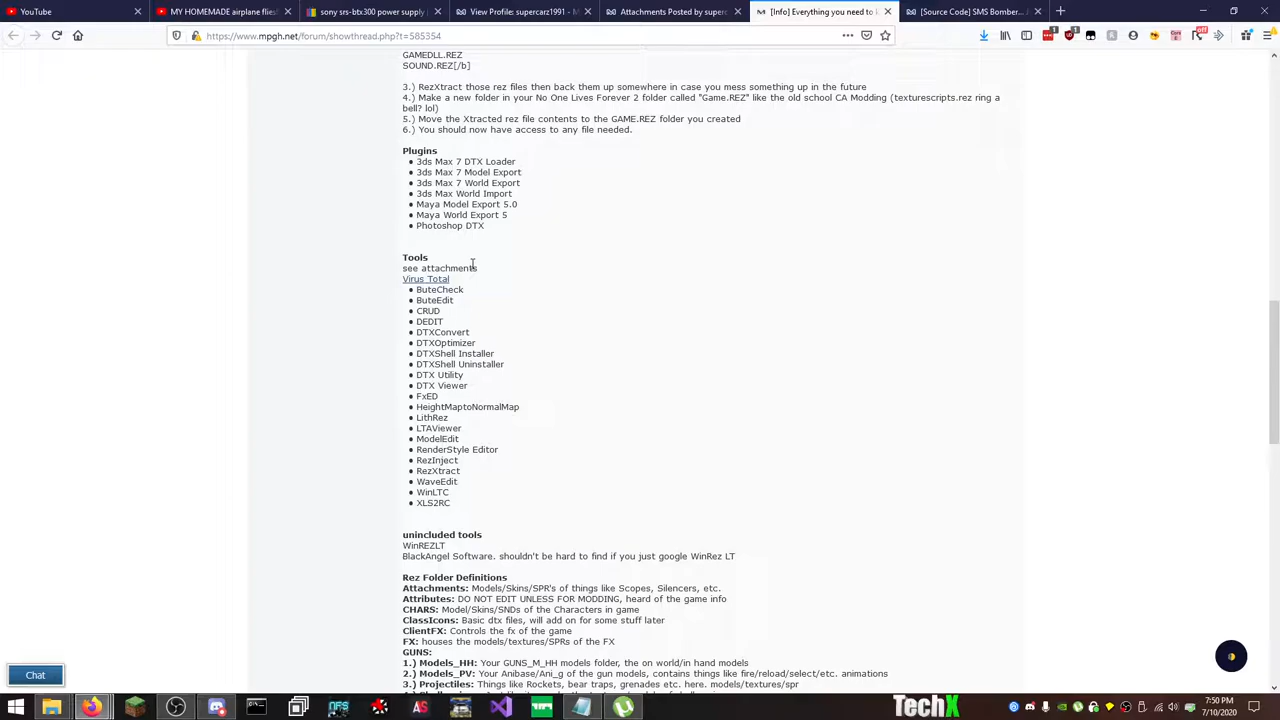 YouTube
MY HOMEMADE airplane flies!
sony srs-btx300 power supply
View Profile: supercarz1991 - M
Attachments Posted by superc
[Info] Everything you need to k
[Source Code] SMS Bomber...
https://www.mpgh.net/forum/showthread.php?t=585354
GAMEDLL.REZ
SOUND.REZ[/b]
3.) RezXtract those rez files then back them up somewhere in case you mess something up in the future
4.) Make a new folder in your No One Lives Forever 2 folder called "Game.REZ" like the old school CA Modding (texturescripts.rez ring a
bell? lol)
5.) Move the Xtracted rez file contents to the GAME.REZ folder you created
6.) You should now have access to any file needed.
Plugins
• 3ds Max 7 DTX Loader
• 3ds Max 7 Model Export
• 3ds Max 7 World Export
• 3ds Max World Import
• Maya Model Export 5.0
• Maya World Export 5
• Photoshop DTX
Tools
see attachments
Virus Total
• ButeCheck
• ButeEdit
• CRUD
• DEDIT
• DTXConvert
• DTXOptimizer
• DTXShell Installer
• DTXShell Uninstaller
• DTX Utility
• DTX Viewer
• FxED
• HeightMaptoNormalMap
• LithRez
• LTAViewer
• ModelEdit
• RenderStyle Editor
• RezInject
• RezXtract
• WaveEdit
• WinLTC
• XLS2RC
unincluded tools
WinREZLT
BlackAngel Software. shouldn't be hard to find if you just google WinRez LT
Rez Folder Definitions
Attachments: Models/Skins/SPR's of things like Scopes, Silencers, etc.
Attributes: DO NOT EDIT UNLESS FOR MODDING, heard of the game info
CHARS: Model/Skins/SNDs of the Characters in game
ClassIcons: Basic dtx files, will add on for some stuff later
ClientFX: Controls the fx of the game
FX: houses the models/textures/SPRs of the FX
GUNS:
1.) Models_HH: Your GUNS_M_HH models folder, the on world/in hand models
2.) Models_PV: Your Anibase/Ani_g of the gun models, contains things like fire/reload/select/etc. animations
3.) Projectiles: Things like Rockets, bear traps, grenades etc. here. models/textures/spr
Chat
TechX
7:50 PM
7/10/2020